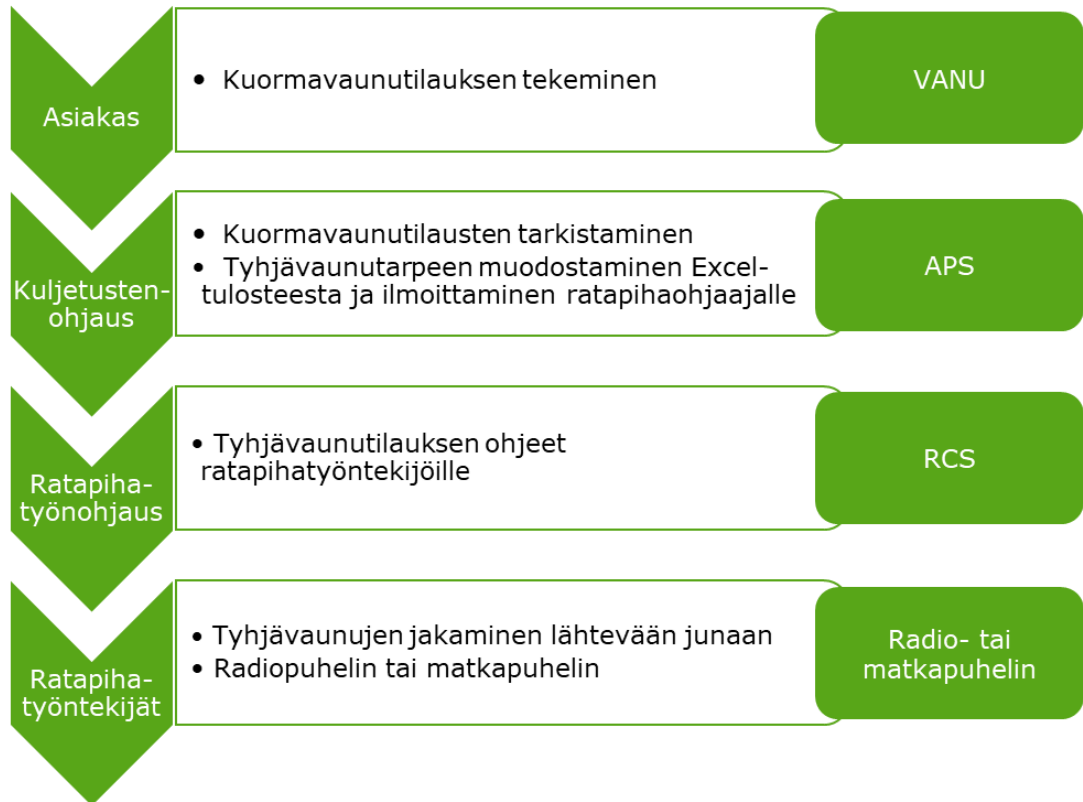 Asiakas
• Kuormavaunutilauksen tekeminen
VANU
Kuljetusten-
ohjaus
• Kuormavaunutilausten tarkistaminen
• Tyhjävaunutarpeen muodostaminen Excel-
tulosteesta ja ilmoittaminen ratapihaohjaajalle
APS
Ratapiha-
työnohjaus
• Tyhjävaunutilauksen ohjeet
ratapihatyöntekijöille
RCS
Ratapiha-
työntekijät
• Tyhjävaunujen jakaminen lähtevään junaan
• Radiopuhelin tai matkapuhelin
Radio- tai
matkapuhelin